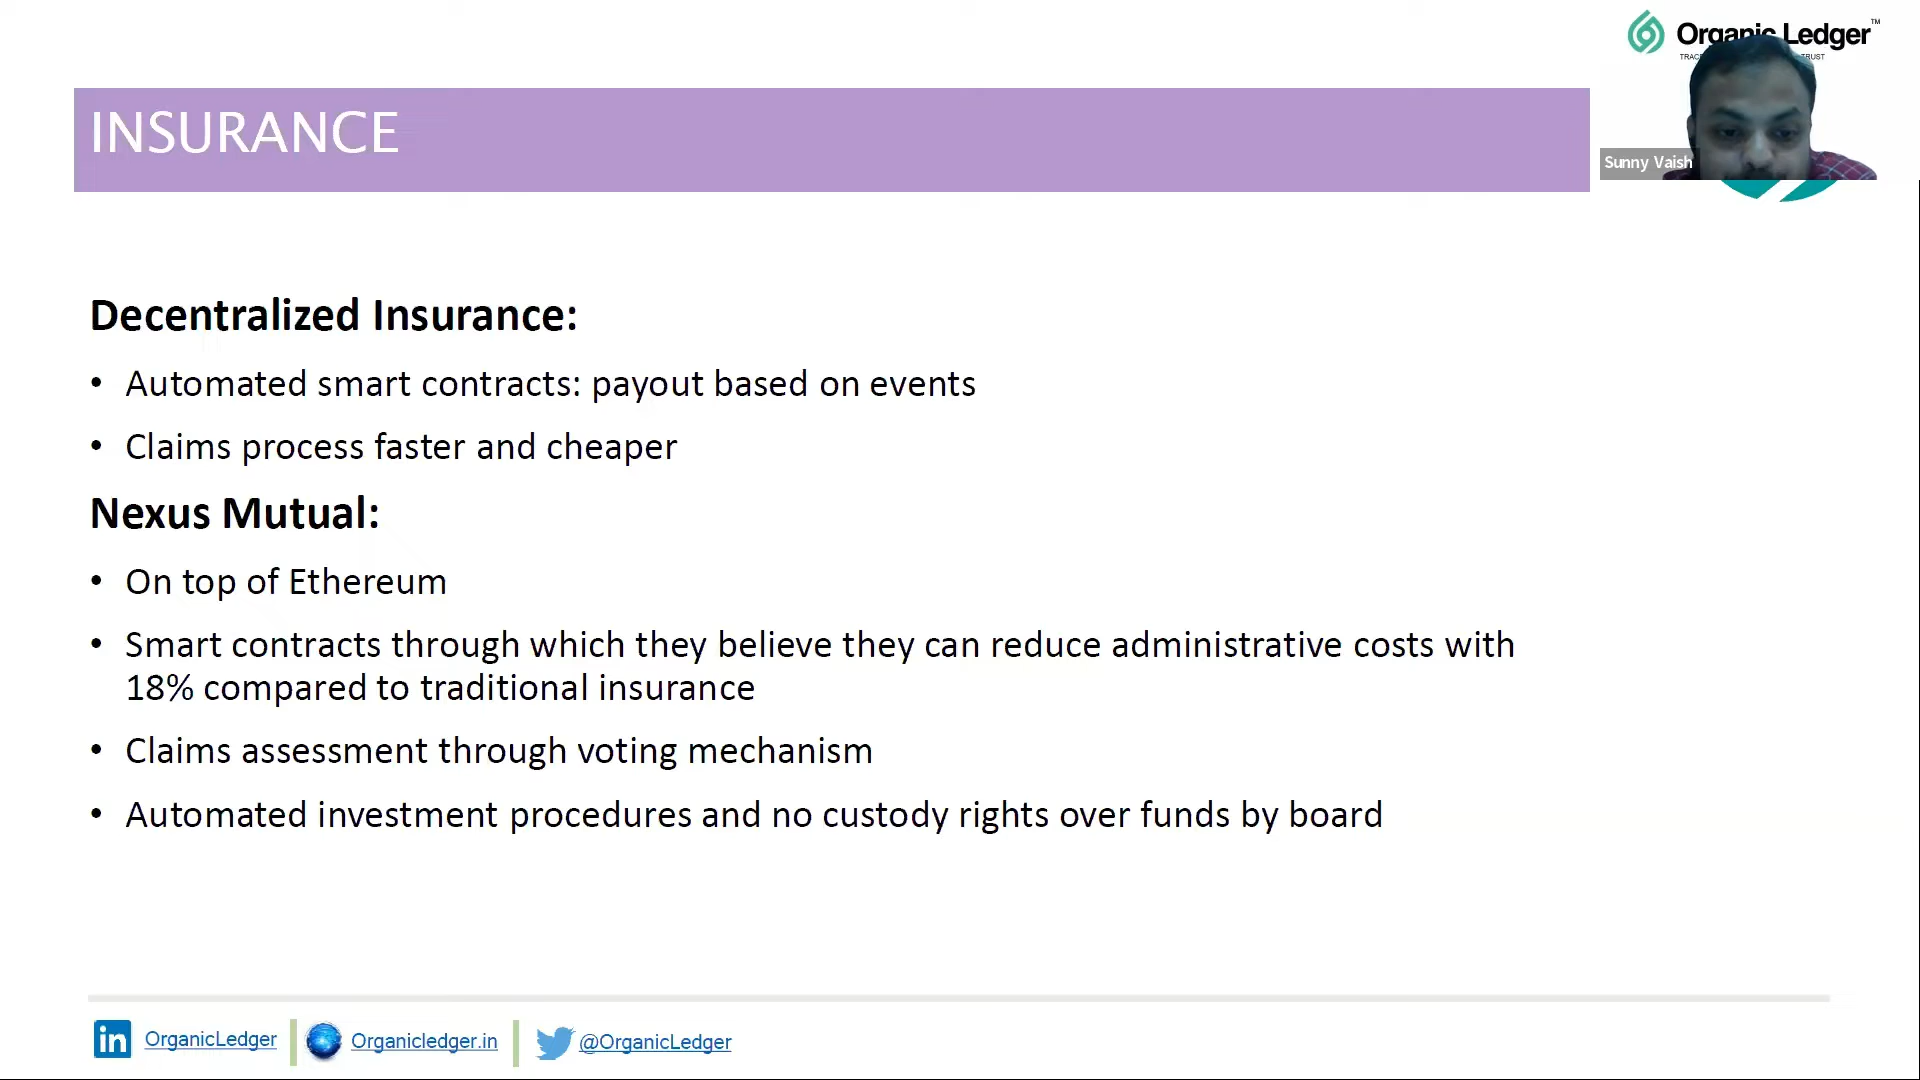 Organic Ledger™
TRUST
INSURANCE
Sunny Vaish
Decentralized Insurance:
• Automated smart contracts: payout based on events
• Claims process faster and cheaper
Nexus Mutual:
• On top of Ethereum
• Smart contracts through which they believe they can reduce administrative costs with
18% compared to traditional insurance
• Claims assessment through voting mechanism
• Automated investment procedures and no custody rights over funds by board
in OrganicLedger Organicledger.in @OrganicLedger